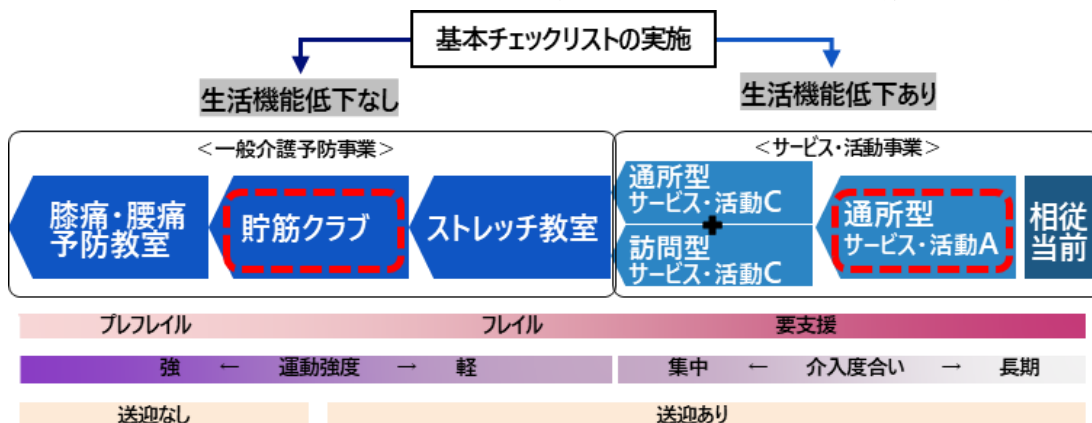 基本チェックリストの実施
生活機能低下なし
生活機能低下あり
＜一般介護予防事業＞
＜サービス・活動事業＞
膝痛・腰痛
予防教室
貯筋クラブ
ストレッチ教室
通所型
サービス・活動C
+
訪問型
サービス・活動C
通所型
サービス・活動A
相従
当前
プレフレイル
フレイル
要支援
強 ← 運動強度 → 軽
集中 ← 介入度合い → 長期
送迎なし
送迎あり